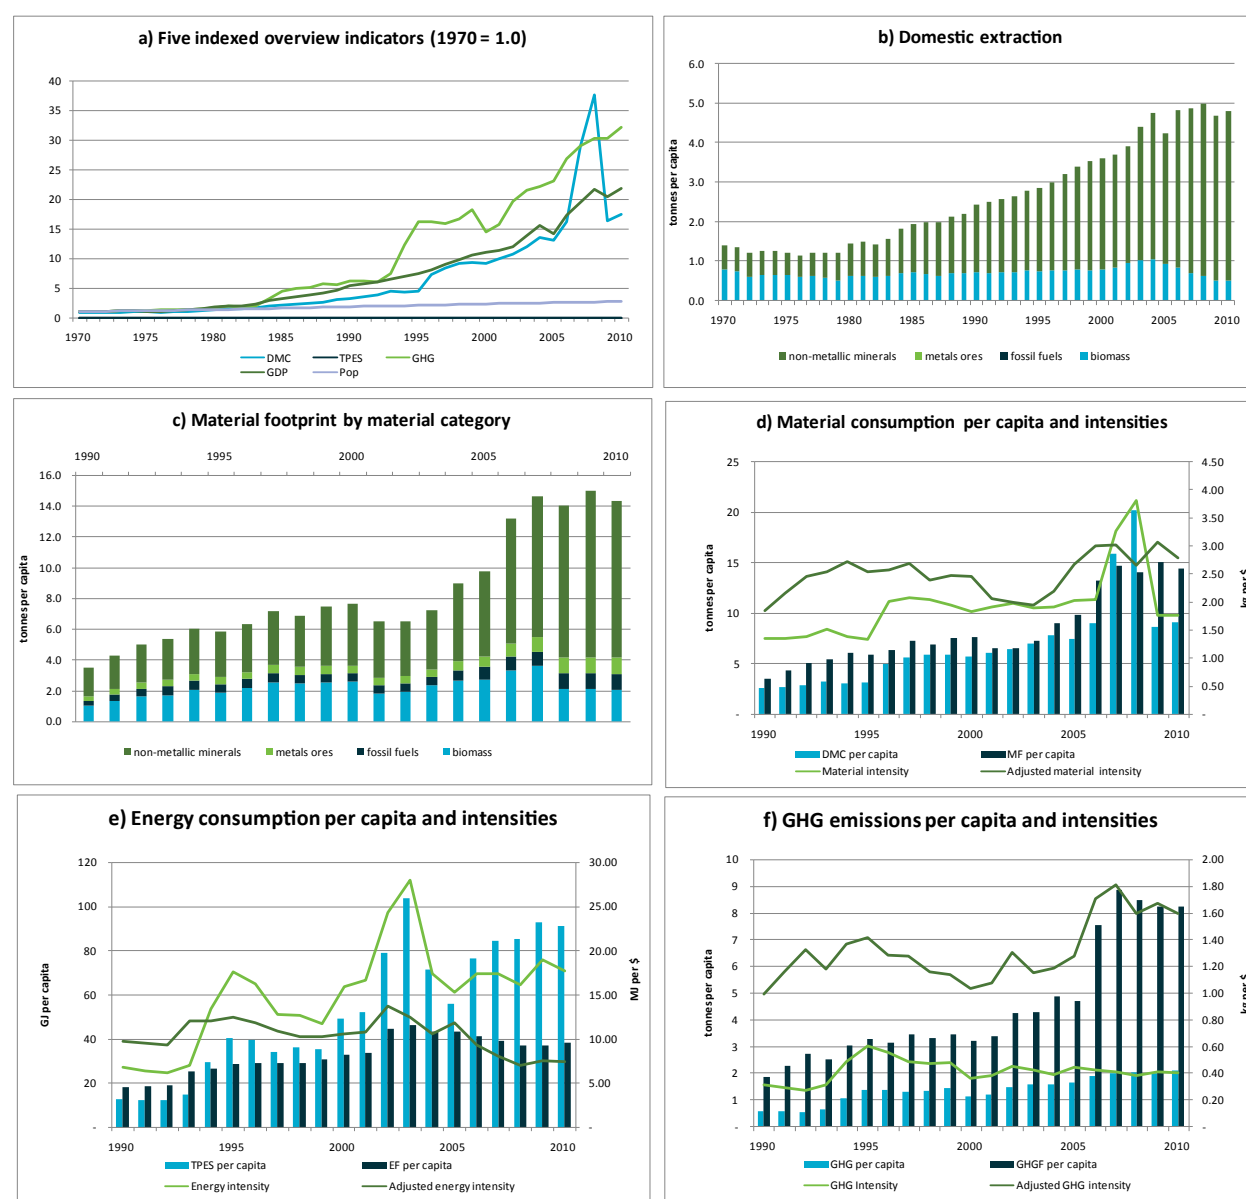 a) Five indexed overview indicators (1970 = 1.0)
40
35
30
25
20
15
10
5
0
1970 1975 1980 1985 1990 1995 2000 2005 2010
DMC TPES GHG
GDP Pop
b) Domestic extraction
tonnes per capita
6.0
5.0
4.0
3.0
2.0
1.0
0.0
1970 1975 1980 1985 1990 1995 2000 2005 2010
non-metallic minerals metals ores fossil fuels biomass
c) Material footprint by material category
1990 1995 2000 2005 2010
tonnes per capita
16.0
14.0
12.0
10.0
8.0
6.0
4.0
2.0
0.0
non-metallic minerals metals ores fossil fuels biomass
d) Material consumption per capita and intensities
tonnes per capita
25
20
15
10
5
-
4.50
4.00
3.50
3.00
2.50
2.00
1.50
1.00
0.50
-
kg per $
1990 1995 2000 2005 2010
DMC per capita MF per capita
Material intensity Adjusted material intensity
e) Energy consumption per capita and intensities
GJ per capita
120
100
80
60
40
20
-
30.00
25.00
20.00
15.00
10.00
5.00
-
MJ per $
1990 1995 2000 2005 2010
TPES per capita EF per capita
Energy intensity Adjusted energy intensity
f) GHG emissions per capita and intensities
tonnes per capita
10
9
8
7
6
5
4
3
2
1
-
2.00
1.80
1.60
1.40
1.20
1.00
0.80
0.60
0.40
0.20
-
kg per $
1990 1995 2000 2005 2010
GHG per capita GHGF per capita
GHG Intensity Adjusted GHG intensity